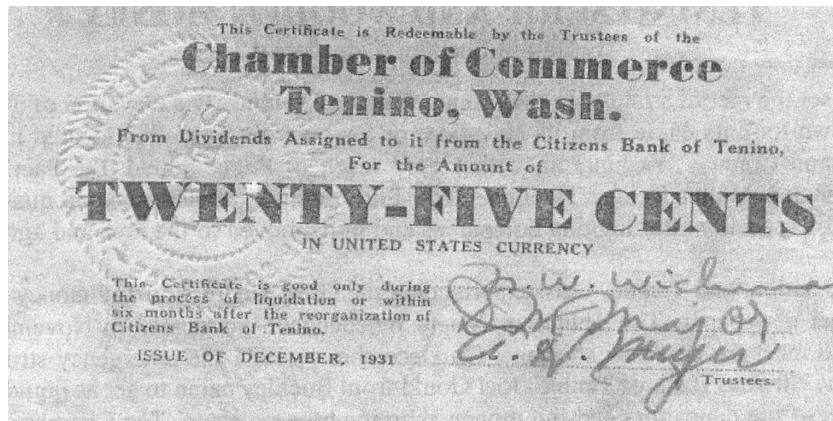 This Certificate is Redeemable by the Trustees of the
Chamber of Commerce
Tenino, Wash.
From Dividends Assigned to it from the Citizens Bank of Tenino,
For the Amount of
TWENTY-FIVE CENTS
IN UNITED STATES CURRENCY
This Certificate is good only during
the process of liquidation or within
six months after the reorganization of
Citizens Bank of Tenino.
ISSUE OF DECEMBER, 1931
W.
Major
Meyer
Trustees.